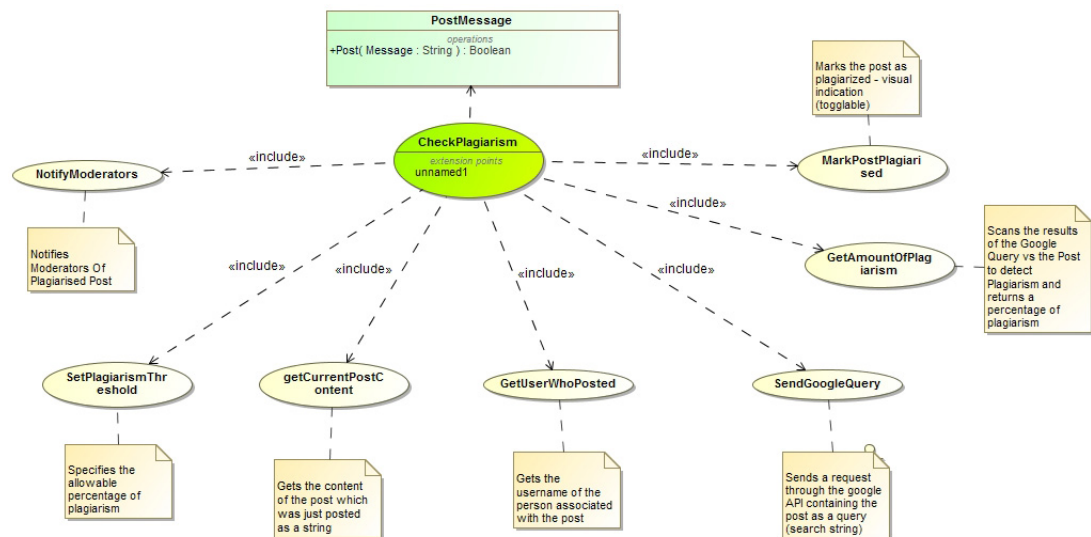 PostMessage
operations
+Post( Message : String ) : Boolean
Marks the post as
plagiarized - visual
indication
(togglable)
CheckPlagiarism
extension points
unnamed1
«include»
«include»
NotifyModerators
MarkPostPlagiari
sed
Notifies
Moderators Of
Plagiarised Post
«include»
«include»
«include»
«include»
«include»
GetAmountOfPlag
iarism
Scans the results
of the Google
Query vs the Post
to detect
Plagiarism and
returns a
percentage of
plagiarism
SetPlagiarismThr
eshold
getCurrentPostC
ontent
GetUserWhoPosted
SendGoogleQuery
Specifies the
allowable
percentage of
plagiarism
Gets the content
of the post which
was just posted
as a string
Gets the
username of the
person associated
with the post
Sends a request
through the google
API containing the
post as a query
(search string)